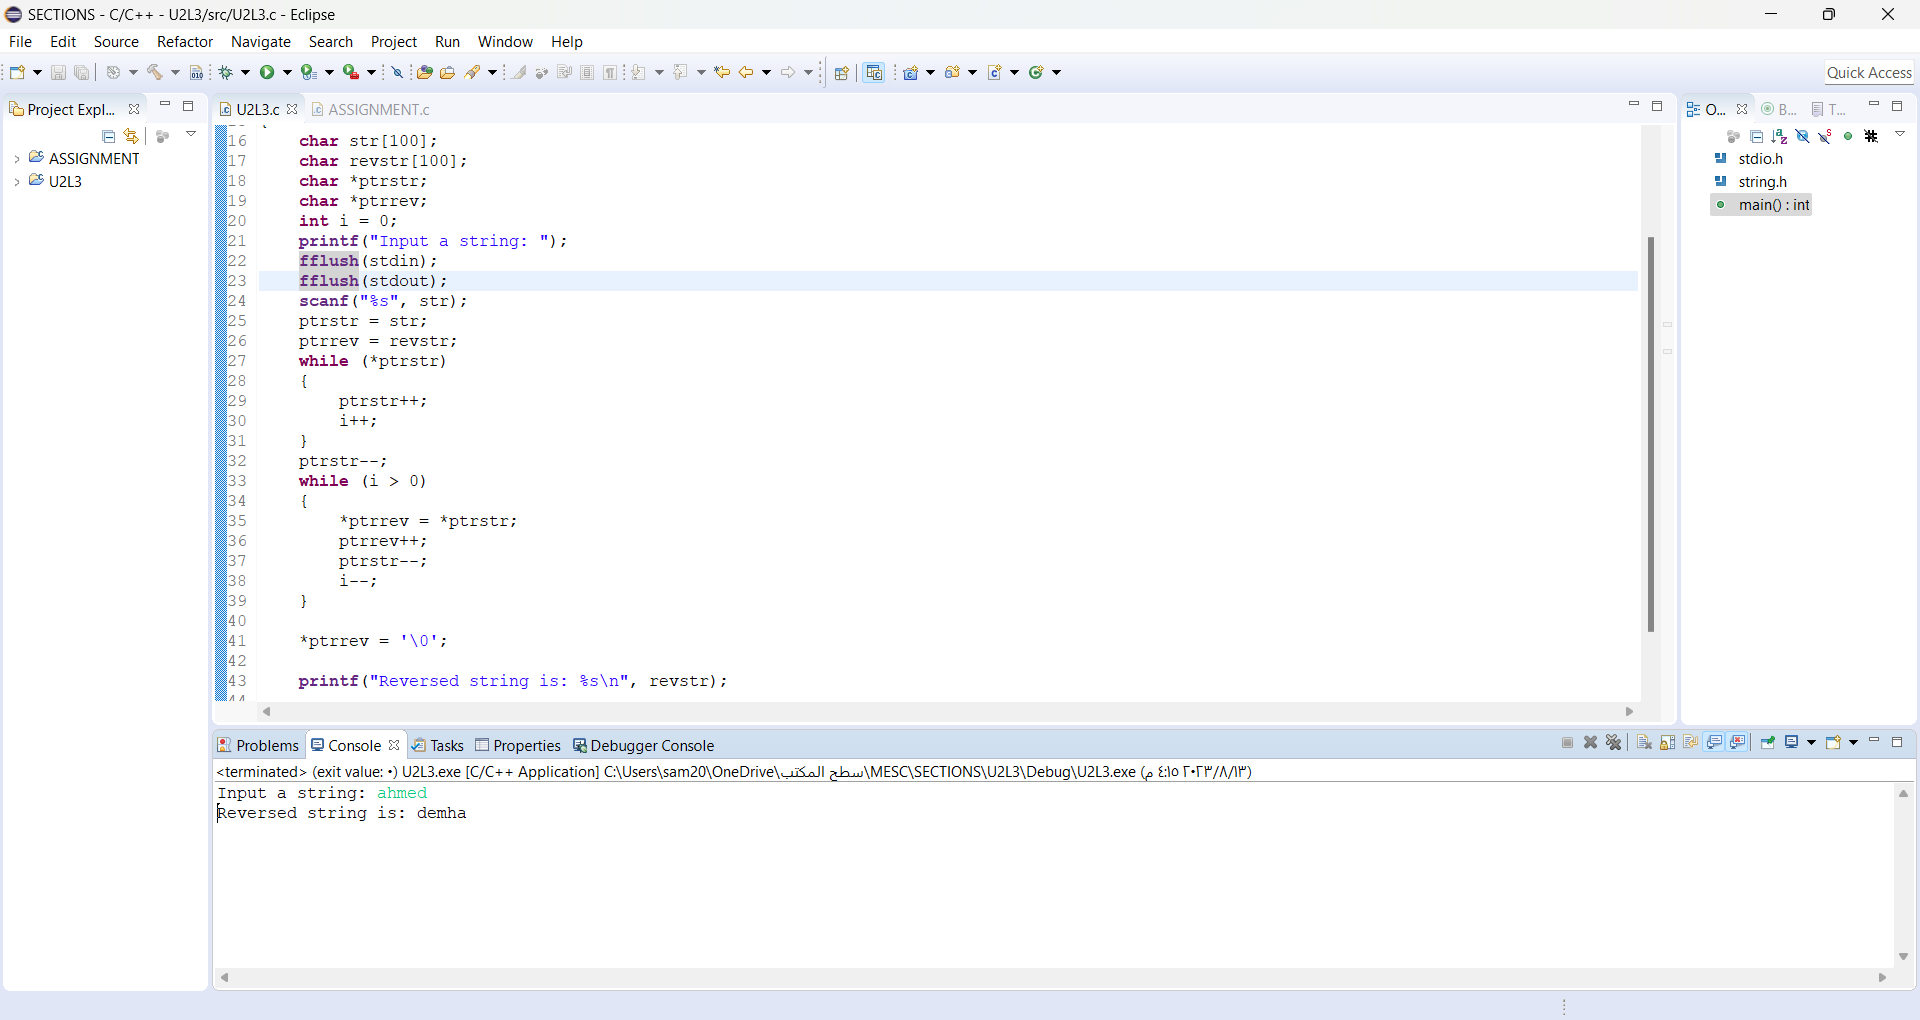 SECTIONS - C/C++ - U2L3/src/U2L3.c - Eclipse
File Edit Source Refactor Navigate Search Project Run Window Help
Quick Access
Project Expl...
ASSIGNMENT
U2L3
U2L3.c ASSIGNMENT.c
16 char str[100];
17 char revstr[100];
18 char *ptrstr;
19 char *ptrrev;
20 int i = 0;
21 printf("Input a string: ");
22 fflush(stdin);
23 fflush(stdout);
24 scanf("%s", str);
25 ptrstr = str;
26 ptrrev = revstr;
27 while (*ptrstr)
28 {
29 ptrstr++;
30 i++;
31 }
32 ptrstr--;
33 while (i > 0)
34 {
35 *ptrrev = *ptrstr;
36 ptrrev++;
37 ptrstr--;
38 i--;
39 }
40
41 *ptrrev = '\0';
42
43 printf("Reversed string is: %s\n", revstr);
O... B... T...
stdio.h
string.h
main() : int
Problems Console Tasks Properties Debugger Console
<terminated> (exit value: ٠) U2L3.exe [C/C++ Application] C:\Users\sam20\OneDrive\سطح المكتب\MESC\SECTIONS\U2L3\Debug\U2L3.exe (٢٠٢٣/٨/١٣ ٤:١٥ م)
Input a string: ahmed
Reversed string is: demha